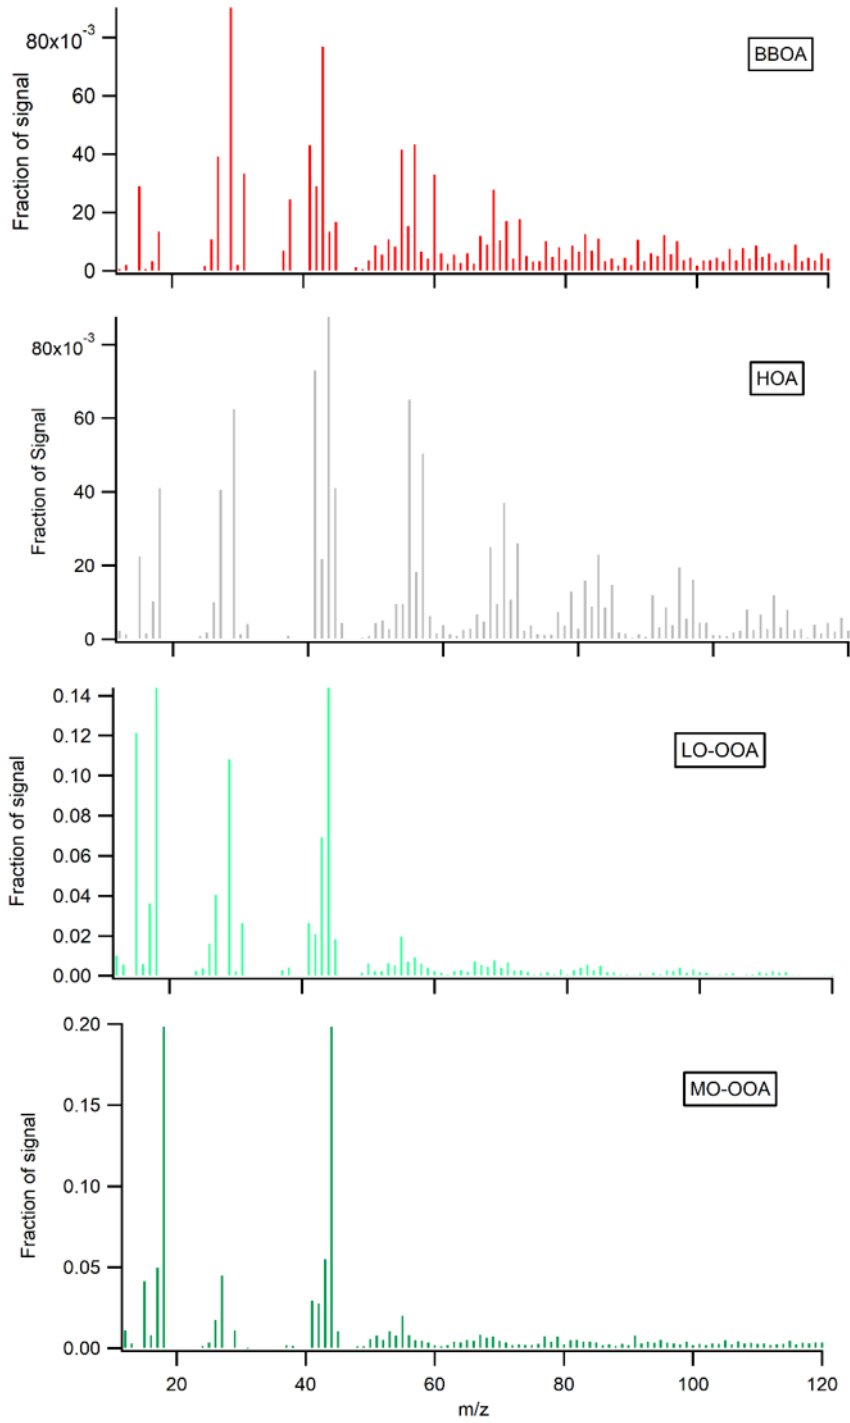 80x10-3
60
40
20
0
Fraction of signal
BBOA
80x10-3
60
40
20
0
Fraction of Signal
HOA
0.14
0.12
0.10
0.08
0.06
0.04
0.02
0.00
Fraction of signal
LO-OOA
0.20
0.15
0.10
0.05
0.00
Fraction of signal
MO-OOA
20 40 60 80 100 120
m/z